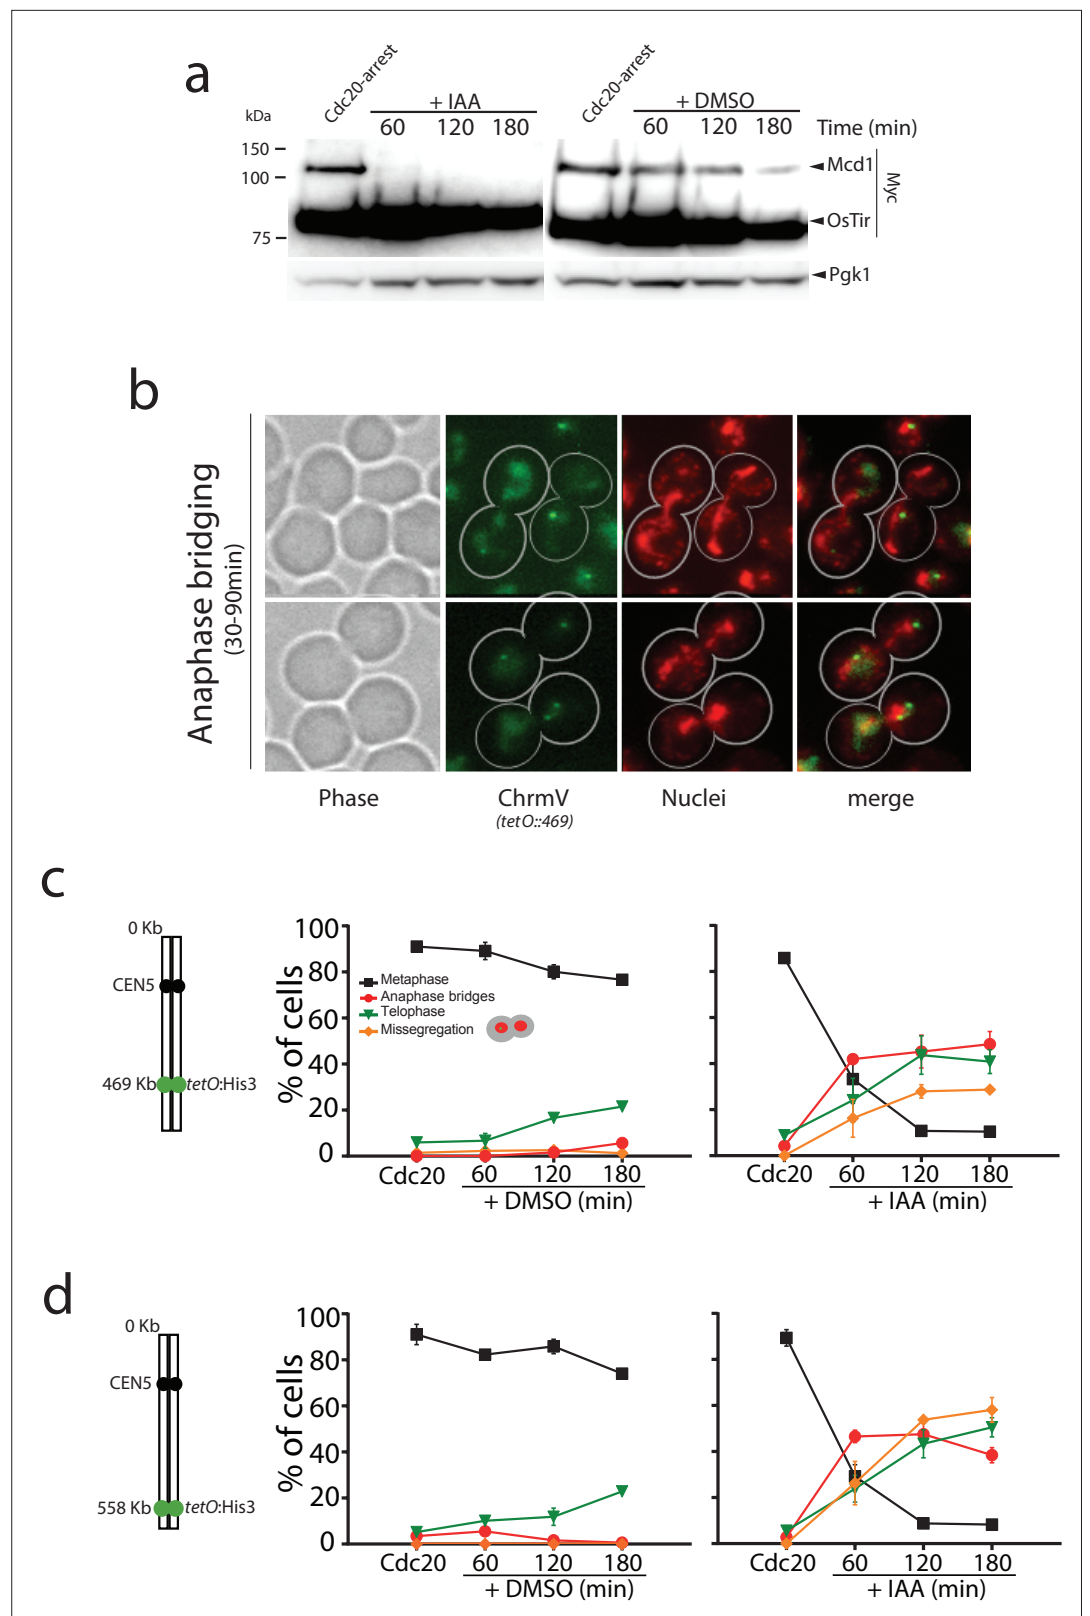 a
kDa
Cdc20-arrest
+ IAA
60 120 180
Cdc20-arrest
+ DMSO
60 120 180
Time (min)
150
100
75
Mcd1
OsTir
Myc
Pgk1
b
Anaphase bridging
(30-90min)
Phase
ChrmV
(tetO::469)
Nuclei
merge
c
0 Kb
CEN5
469 Kb
tetO:His3
% of cells
100
80
60
40
20
0
Metaphase
Anaphase bridges
Telophase
Missegregation
Cdc20 60 120 180
+ DMSO (min)
Cdc20 60 120 180
+ IAA (min)
d
0 Kb
CEN5
558 Kb
tetO:His3
% of cells
100
80
60
40
20
0
Cdc20 60 120 180
+ DMSO (min)
Cdc20 60 120 180
+ IAA (min)